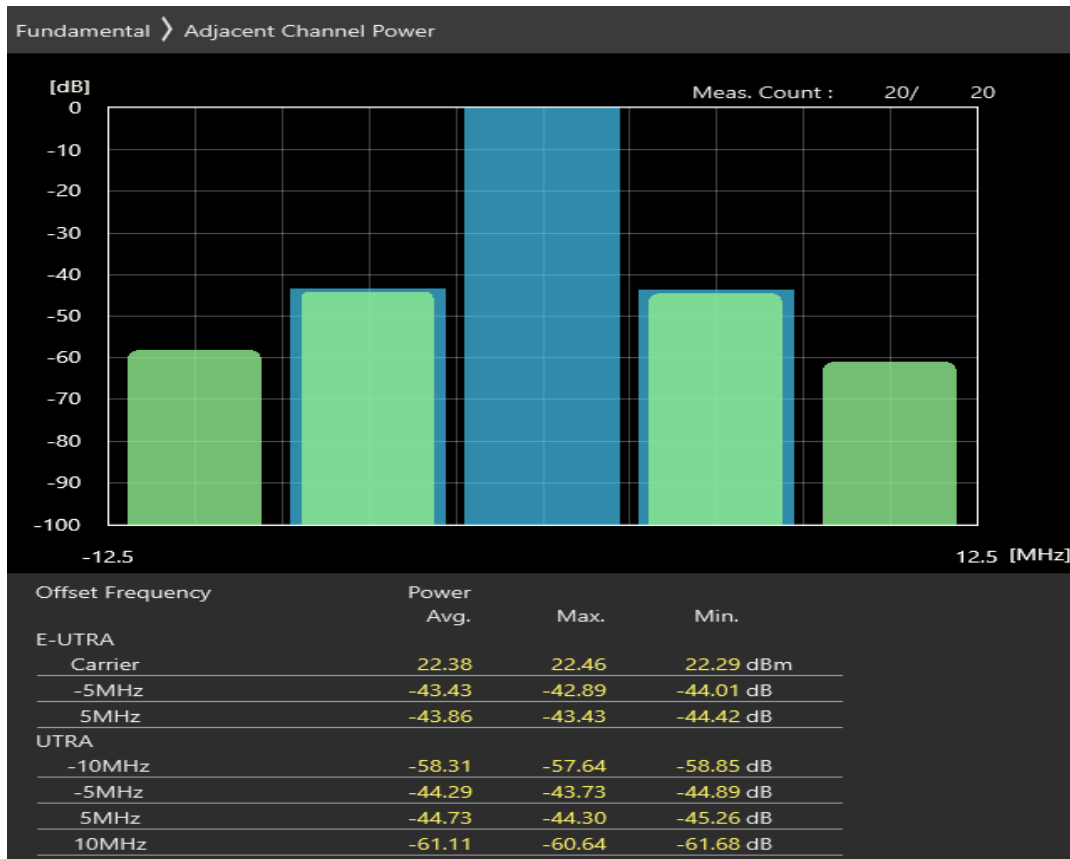 Fundamental ❯ Adjacent Channel Power
[dB]
Meas. Count : 20/ 20
0
-10
-20
-30
-40
-50
-60
-70
-80
-90
-100
-12.5 12.5 [MHz]
Offset Frequency Power
Avg. Max. Min.
E-UTRA
Carrier 22.38 22.46 22.29 dBm
-5MHz -43.43 -42.89 -44.01 dB
5MHz -43.86 -43.43 -44.42 dB
UTRA
-10MHz -58.31 -57.64 -58.85 dB
-5MHz -44.29 -43.73 -44.89 dB
5MHz -44.73 -44.30 -45.26 dB
10MHz -61.11 -60.64 -61.68 dB